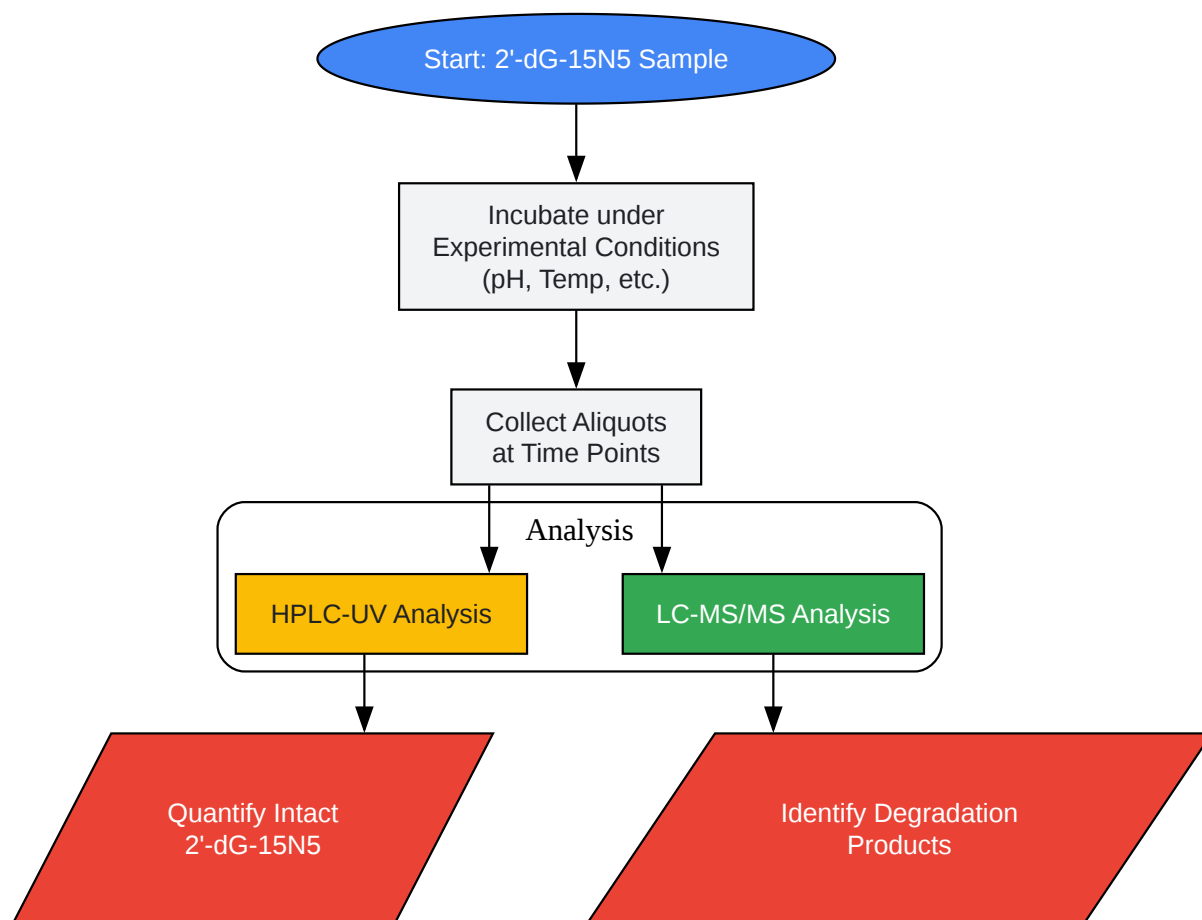 Start: 2'-dG-15N5 Sample
Incubate under
Experimental Conditions
(pH, Temp, etc.)
Collect Aliquots
at Time Points
Analysis
HPLC-UV Analysis
LC-MS/MS Analysis
Quantify Intact
2'-dG-15N5
Identify Degradation
Products